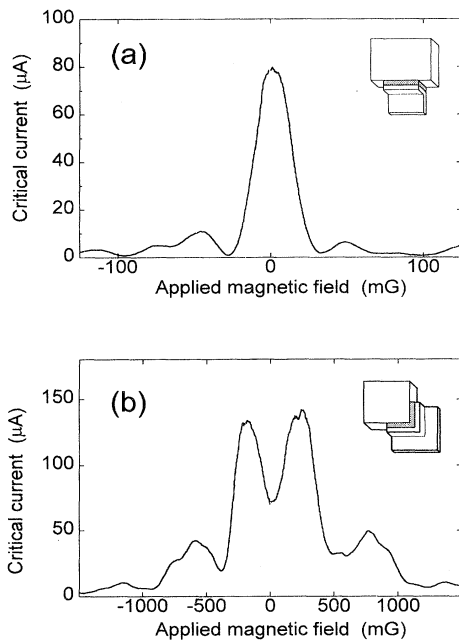 (a)
Critical current (μA)
100
80
60
40
20
0
-100 0 100
Applied magnetic field (mG)
(b)
Critical current (μA)
150
100
50
0
-1000 -500 0 500 1000
Applied magnetic field (mG)